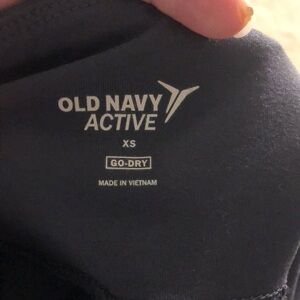 OLD NAVY
ACTIVE
XS
GO-DRY
MADE IN VIETNAM